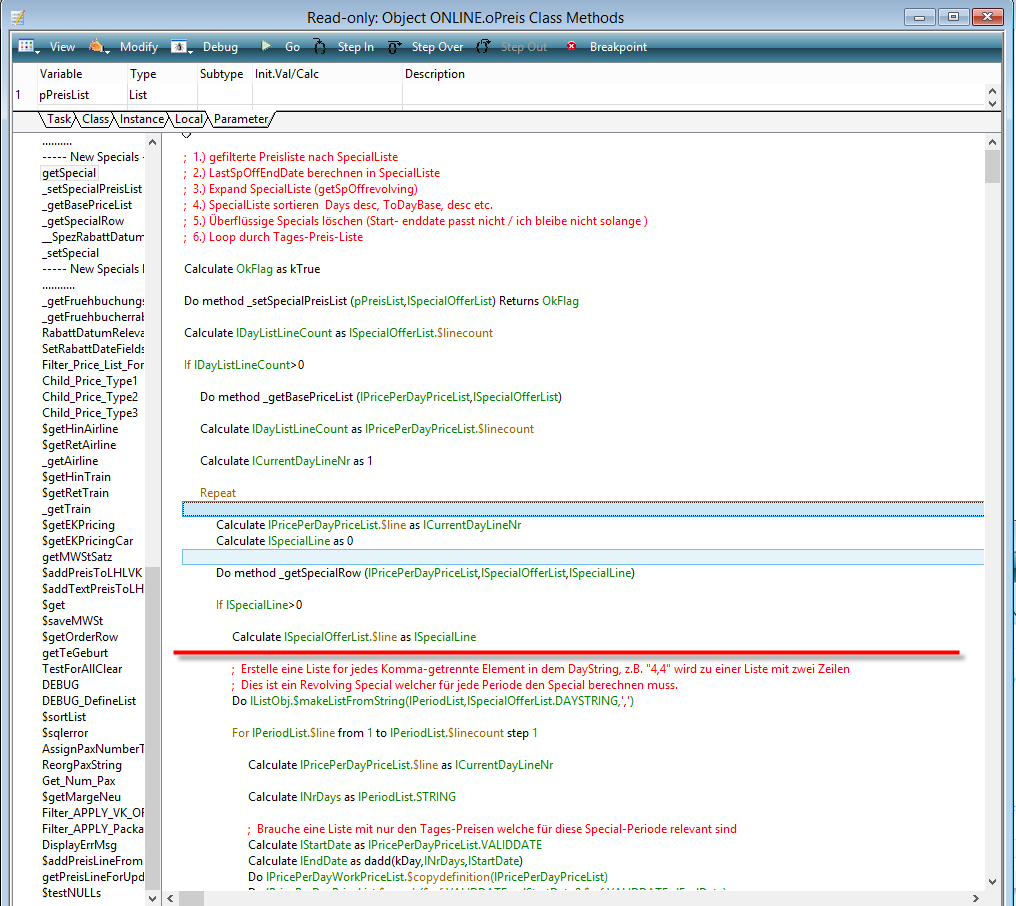 Read-only: Object ONLINE.oPreis Class Methods
View Modify Debug Go Step In Step Over Step Out Breakpoint
Variable Type Subtype Init.Val/Calc Description
1 pPreisList List
Task Class Instance Local Parameter
..........
----- New Specials -
getSpecial
_setSpecialPreisList
_getBasePriceList
_getSpecialRow
__SpezRabattDatum
_setSpecial
----- New Specials
...........
_getFruehbuchungs
_getFruehbucherral
RabattDatumReleva
SetRabattDateFields
Filter_Price_List_For
Child_Price_Type1
Child_Price_Type2
Child_Price_Type3
$getHinAirline
$getRetAirline
_getAirline
$getHinTrain
$getRetTrain
_getTrain
$getEKPricing
$getEKPricingCar
getMWStSatz
$addPreisToLHLVK
$addTextPreisToLH
$get
$saveMWSt
$getOrderRow
getTeGeburt
TestForAllClear
DEBUG
DEBUG_DefineList
$sortList
$sqlerror
AssignPaxNumberT
ReorgPaxString
Get_Num_Pax
$getMargeNeu
Filter_APPLY_VK_OF
Filter_APPLY_Packa
DisplayErrMsg
$addPreisLineFrom
getPreisLineForUpd
$testNULLs
; 1.) gefilterte Preisliste nach SpecialListe
; 2.) LastSpOffEndDate berechnen in SpecialListe
; 3.) Expand SpecialListe (getSpOffrevolving)
; 4.) SpecialListe sortieren Days desc, ToDayBase, desc etc.
; 5.) Überflüssige Specials löschen (Start- enddate passt nicht / ich bleibe nicht solange )
; 6.) Loop durch Tages-Preis-Liste
Calculate OkFlag as kTrue
Do method _setSpecialPreisList (pPreisList,lSpecialOfferList) Returns OkFlag
Calculate lDayListLineCount as lSpecialOfferList.$linecount
If lDayListLineCount>0
Do method _getBasePriceList (lPricePerDayPriceList,lSpecialOfferList)
Calculate lDayListLineCount as lPricePerDayPriceList.$linecount
Calculate lCurrentDayLineNr as 1
Repeat
Calculate lPricePerDayPriceList.$line as lCurrentDayLineNr
Calculate lSpecialLine as 0
Do method _getSpecialRow (lPricePerDayPriceList,lSpecialOfferList,lSpecialLine)
If lSpecialLine>0
Calculate lSpecialOfferList.$line as lSpecialLine
; Erstelle eine Liste for jedes Komma-getrennte Element in dem DayString, z.B. "4,4" wird zu einer Liste mit zwei Zeilen
; Dies ist ein Revolving Special welcher für jede Periode den Special berechnen muss.
Do lListObj.$makeListFromString(lPeriodList,lSpecialOfferList.DAYSTRING,',')
For lPeriodList.$line from 1 to lPeriodList.$linecount step 1
Calculate lPricePerDayPriceList.$line as lCurrentDayLineNr
Calculate lNrDays as lPeriodList.STRING
; Brauche eine Liste mit nur den Tages-Preisen welche für diese Special-Periode relevant sind
Calculate lStartDate as lPricePerDayPriceList.VALIDDATE
Calculate lEndDate as dadd(kDay,lNrDays,lStartDate)
Do lPricePerDayWorkPriceList.$copydefinition(lPricePerDayPriceList)